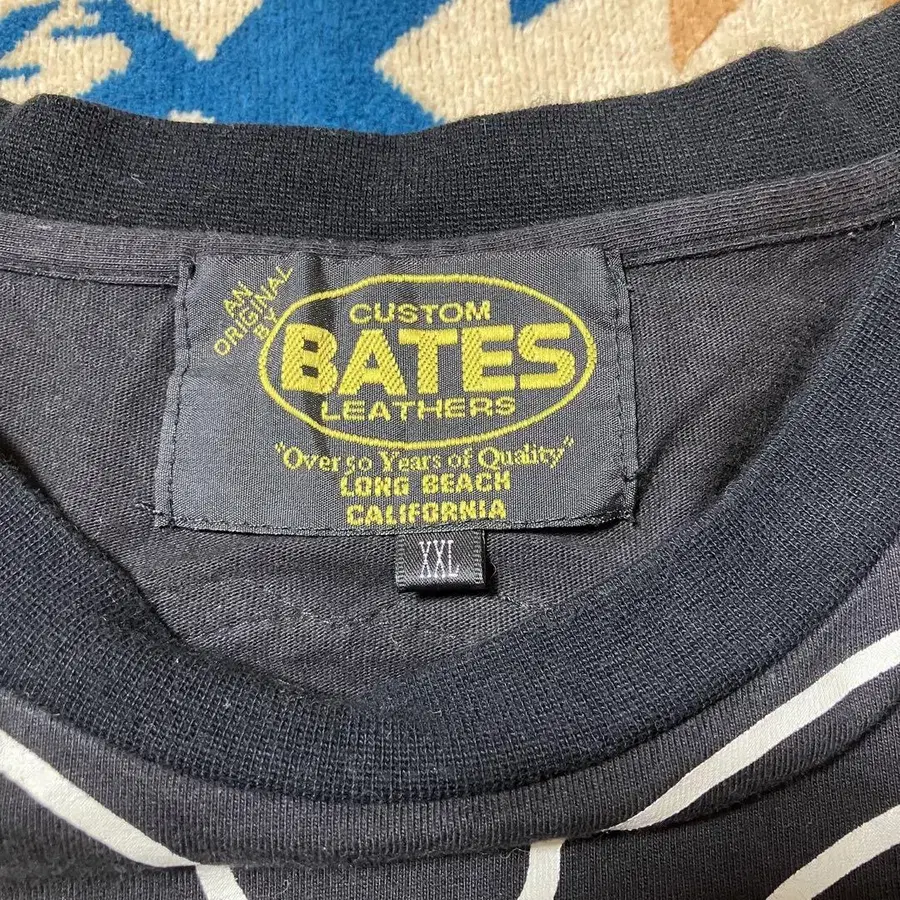 AN
ORIGINAL
BY
CUSTOM
BATES
LEATHERS
"Over 50 Years of Quality"
LONG BEACH
CALIFORNIA
XXL